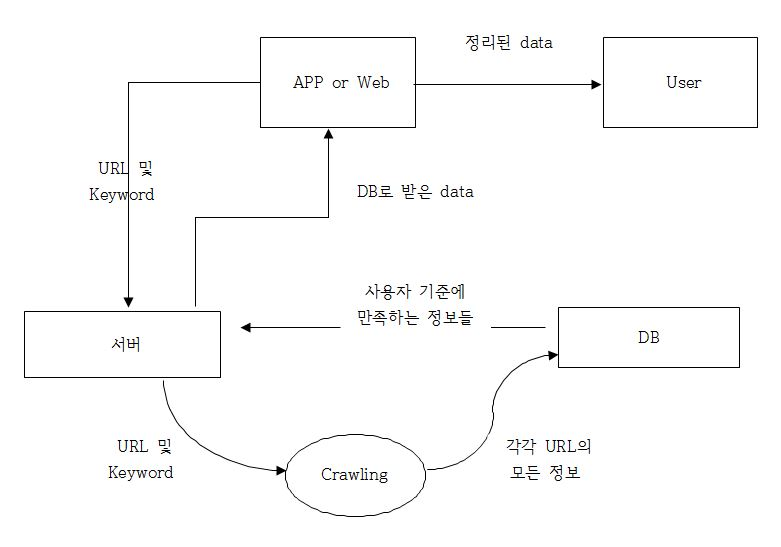 정리된 data
APP or Web
User
URL 및
Keyword
DB로 받은 data
사용자 기준에
만족하는 정보들
서버
DB
URL 및
Keyword
Crawling
각각 URL의
모든 정보